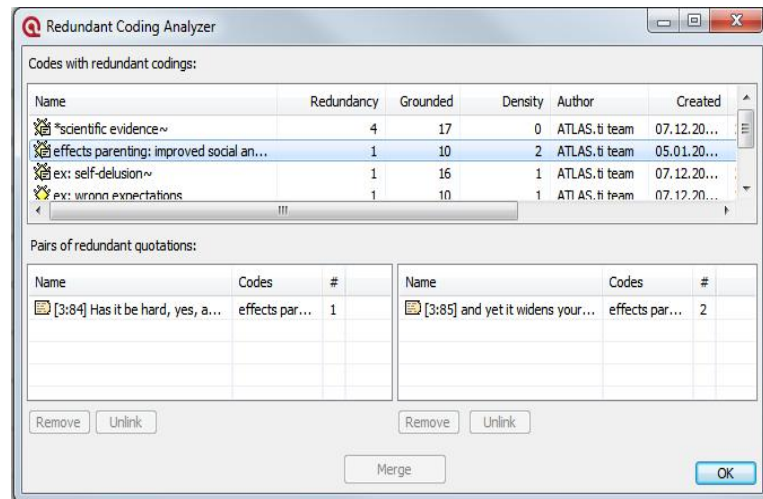 Redundant Coding Analyzer
Codes with redundant codings:
Name Redundancy Grounded Density Author Created
*scientific evidence~ 4 17 0 ATLAS.ti team 07.12.20...
effects parenting: improved social an... 1 10 2 ATLAS.ti team 05.01.20...
ex: self-delusion~ 1 16 1 ATLAS.ti team 07.12.20...
ex: wrong expectations 1 10 1 ATLAS.ti team 07.12.20...
Pairs of redundant quotations:
Name Codes # Name Codes #
[3:84] Has it be hard, yes, a... effects par... 1 [3:85] and yet it widens your... effects par... 2
Remove Unlink Remove Unlink
Merge
OK